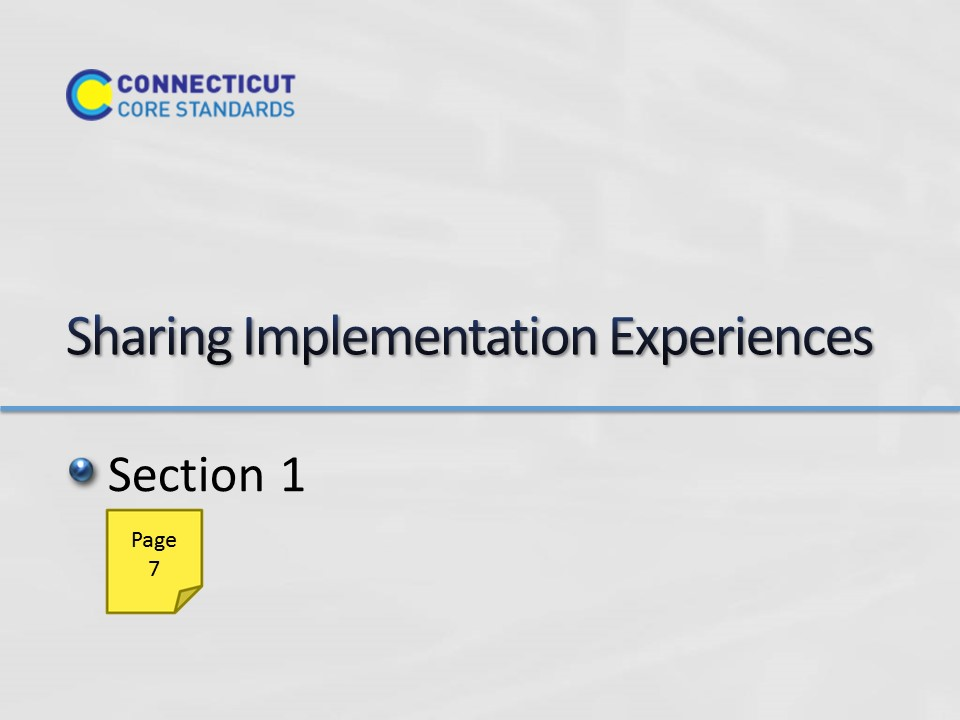 CONNECTICUT
CORE STANDARDS
Sharing Implementation Experiences
Section 1
Page
7